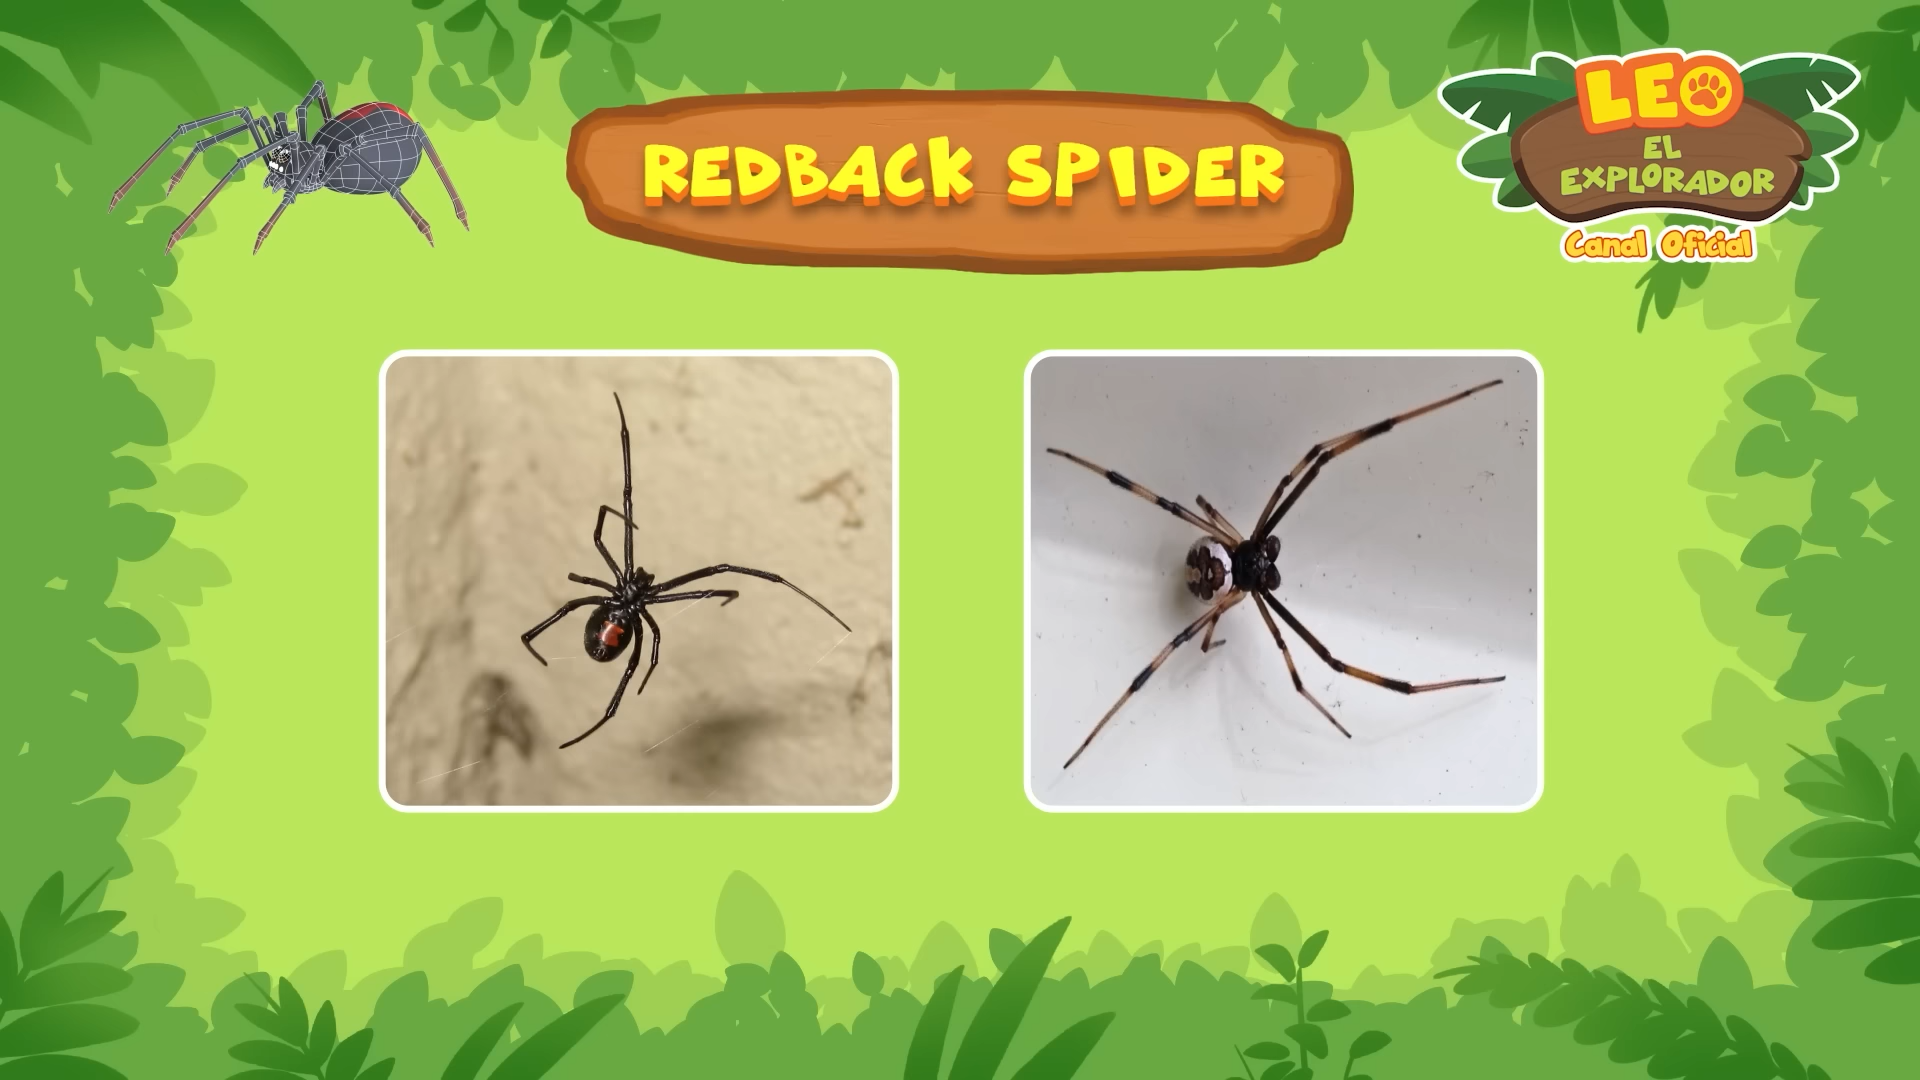 REDBACK SPIDER
LEO
EL
EXPLORADOR
Canal Oficial